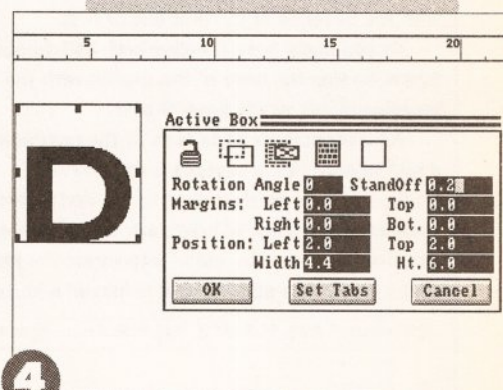 5 10 15 20
D
Active Box
Rotation Angle 0 StandOff 0.2
Margins: Left 0.0 Top 0.0
Right 0.0 Bot. 0.0
Position: Left 2.0 Top 2.0
Width 4.4 Ht. 6.0
OK Set Tabs Cancel
4